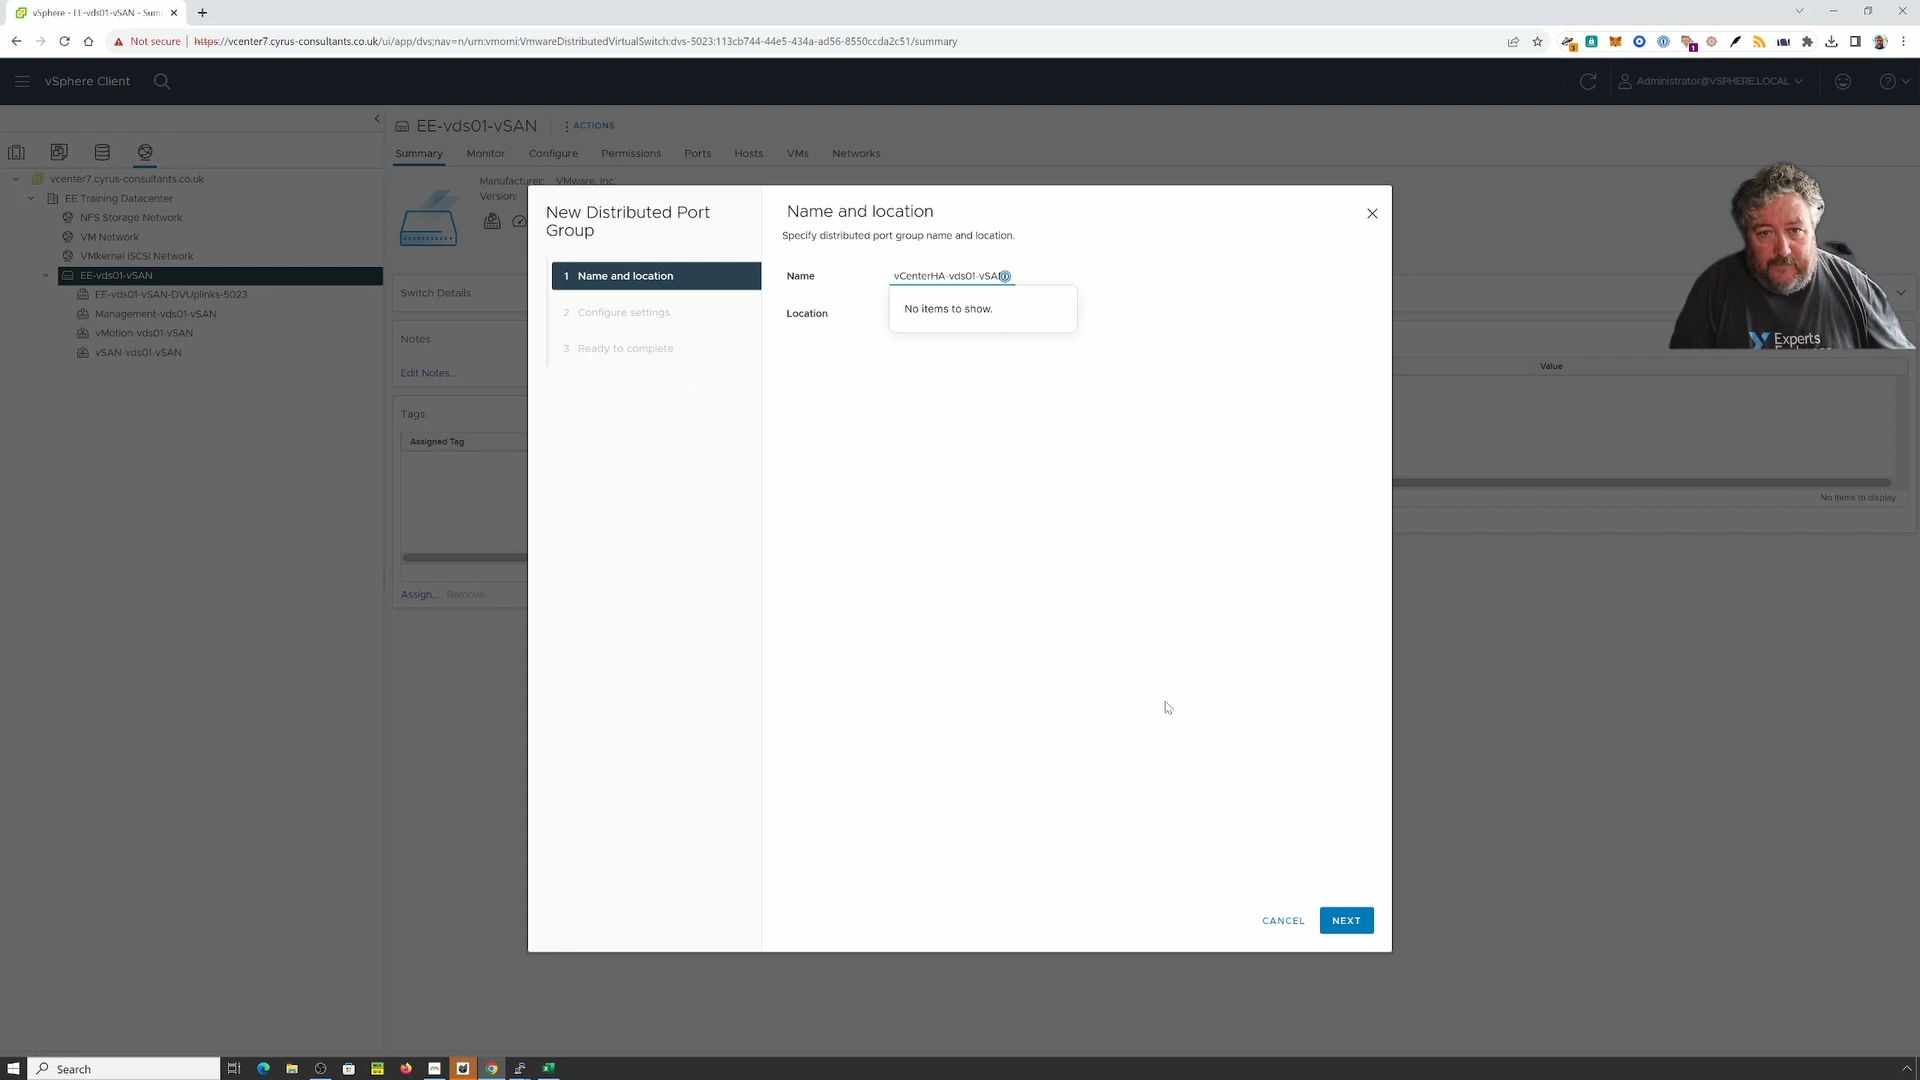 vSphere - EE-vds01-vSAN - Sum
Not secure
https://vcenter7.cyrus-consultants.co.uk/ui/app/dvs;nav=n/urn:vmomi:VmwareDistributedVirtualSwitch:dvs-5023:113cb744-44e5-434a-ad56-8550ccda2c51/summary
vSphere Client
Administrator@VSPHERE.LOCAL
EE-vds01-vSAN
ACTIONS
Summary Monitor Configure Permissions Ports Hosts VMs Networks
vcenter7.cyrus-consultants.co.uk
EE Training Datacenter
NFS Storage Network
VM Network
VMkernel iSCSI Network
EE-vds01-vSAN
EE-vds01-vSAN-DVUplinks-5023
Management-vds01-vSAN
vMotion-vds01-vSAN
vSAN-vds01-vSAN
Manufacturer: VMware, Inc.
Version:
Switch Details
Notes
Edit Notes...
Tags
Assigned Tag
Assign... Remove...
New Distributed Port
Group
1 Name and location
2 Configure settings
3 Ready to complete
Name and location
Specify distributed port group name and location.
Name
vCenterHA-vds01-vSAN
No items to show.
Location
CANCEL
NEXT
Value
No items to display
Experts
Search